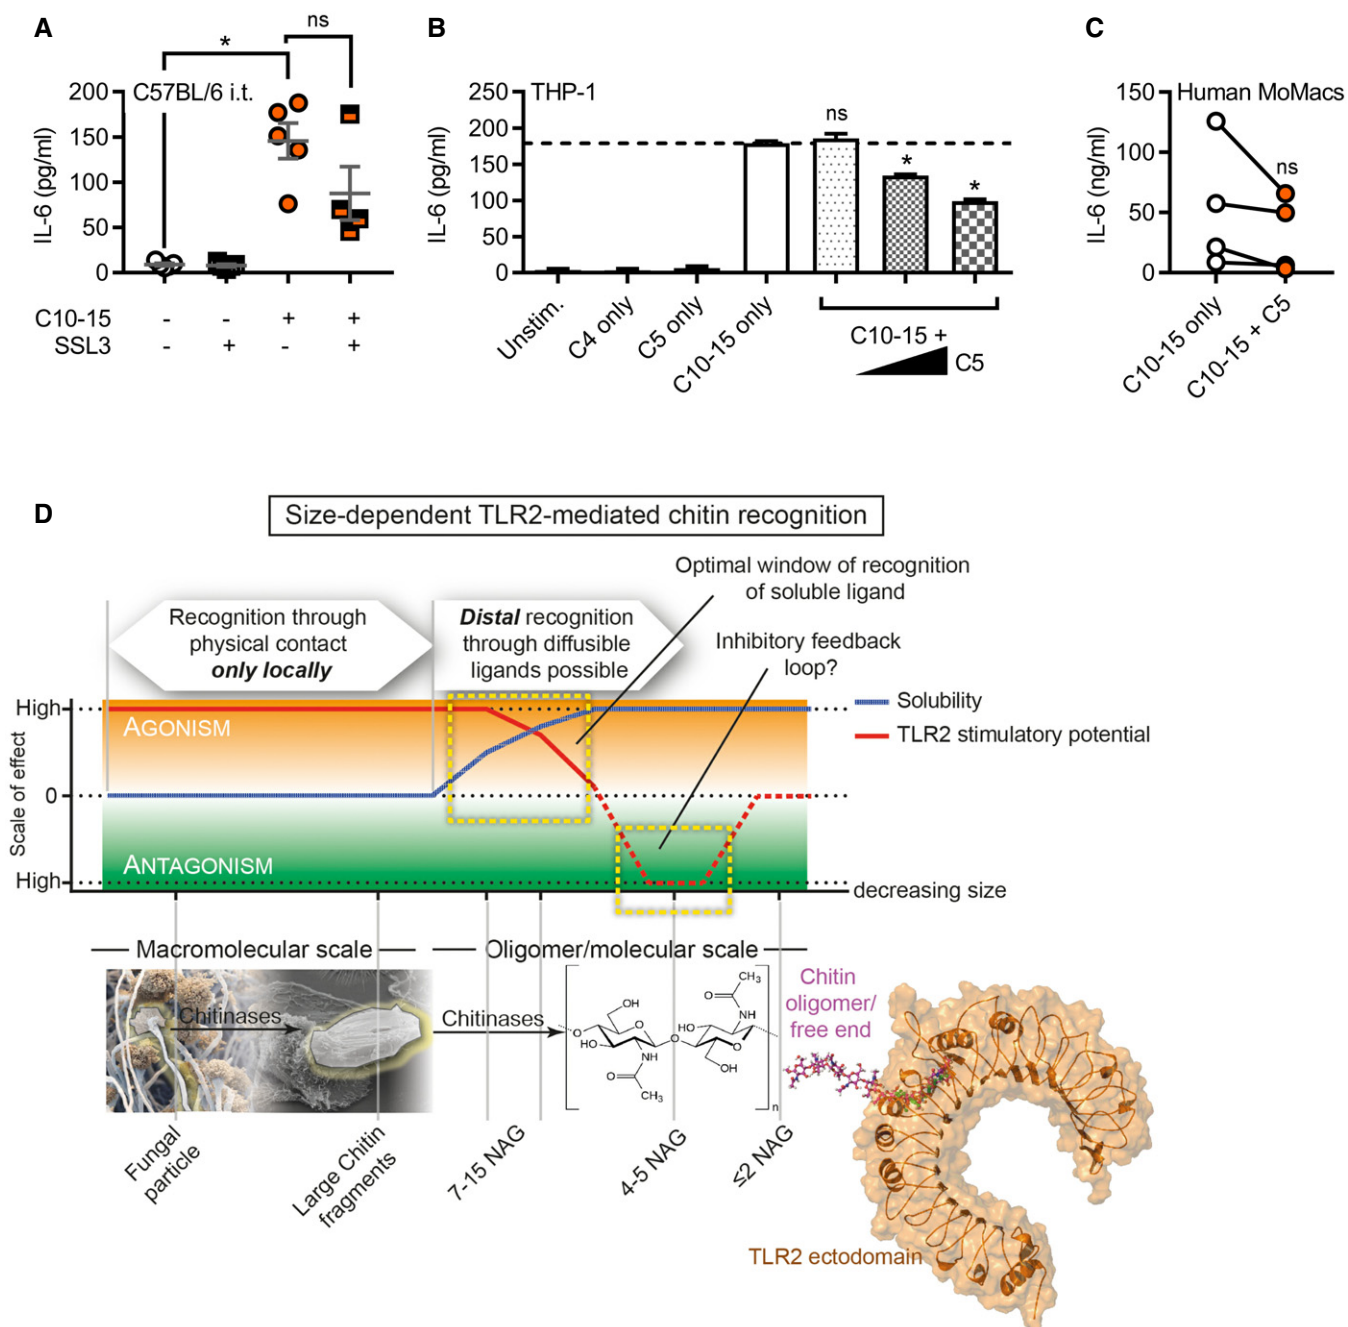 A
ns
*
C57BL/6 i.t.
IL-6 (pg/ml)
200
150
100
50
0
C10-15 - - + +
SSL3 - + - +
B
THP-1
IL-6 (pg/ml)
250
200
150
100
50
0
ns
*
*
Unstim.
C4 only
C5 only
C10-15 only
C10-15 +
C5
C
Human MoMacs
IL-6 (ng/ml)
150
100
50
0
ns
C10-15 only
C10-15 + C5
D
Size-dependent TLR2-mediated chitin recognition
Optimal window of recognition
of soluble ligand
Recognition through
physical contact
only locally
Distal recognition
through diffusible
ligands possible
Inhibitory feedback
loop?
Scale of effect
High
0
High
AGONISM
ANTAGONISM
Solubility
TLR2 stimulatory potential
decreasing size
Macromolecular scale
Oligomer/molecular scale
Chitinases
Chitinases
CH3
O
NH
OH
O
HO
O
HO
O
O
NH
OH
O
CH3
n
Chitin
oligomer/
free end
Fungal
particle
Large Chitin
fragments
7-15 NAG
4-5 NAG
≤2 NAG
TLR2 ectodomain